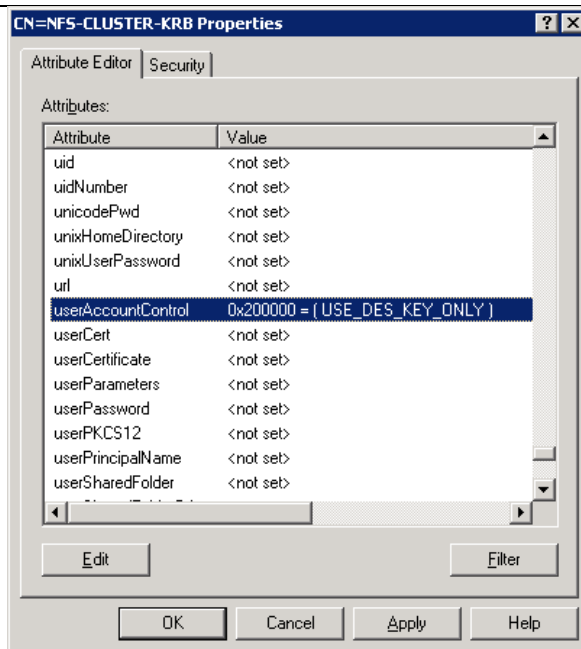 CN=NFS-CLUSTER-KRB Properties
Attribute Editor Security
Attributes:
Attribute Value
uid <not set>
uidNumber <not set>
unicodePwd <not set>
unixHomeDirectory <not set>
unixUserPassword <not set>
url <not set>
userAccountControl 0x200000 = ( USE_DES_KEY_ONLY )
userCert <not set>
userCertificate <not set>
userParameters <not set>
userPassword <not set>
userPKCS12 <not set>
userPrincipalName <not set>
userSharedFolder <not set>
Edit Filter
OK Cancel Apply Help